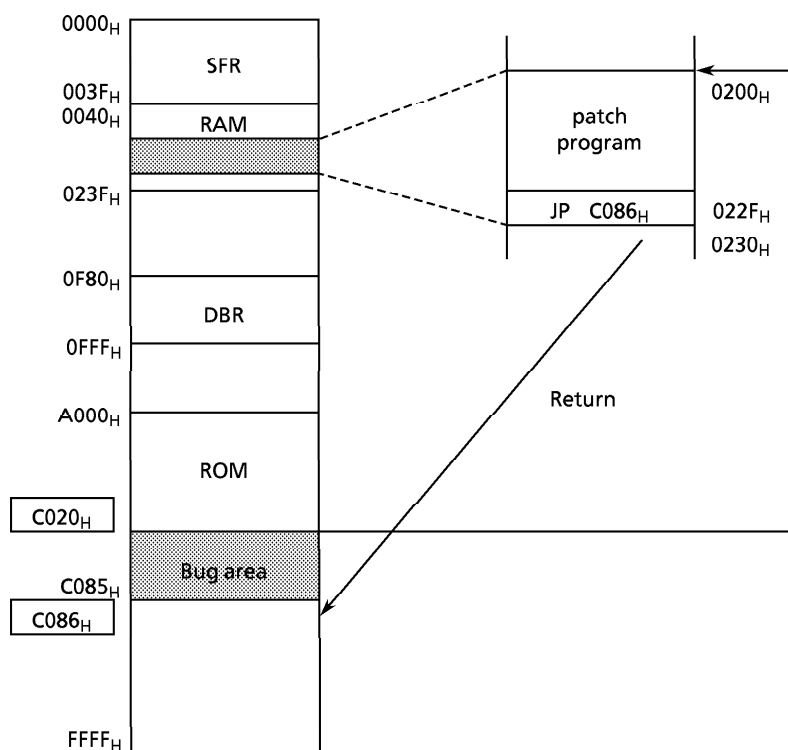 0000H
SFR
003FH
0040H
RAM
023FH
0F80H
DBR
0FFFH
A000H
ROM
C020H
Bug area
C085H
C086H
FFFFH
0200H
patch
program
JP C086H
022FH
0230H
Return